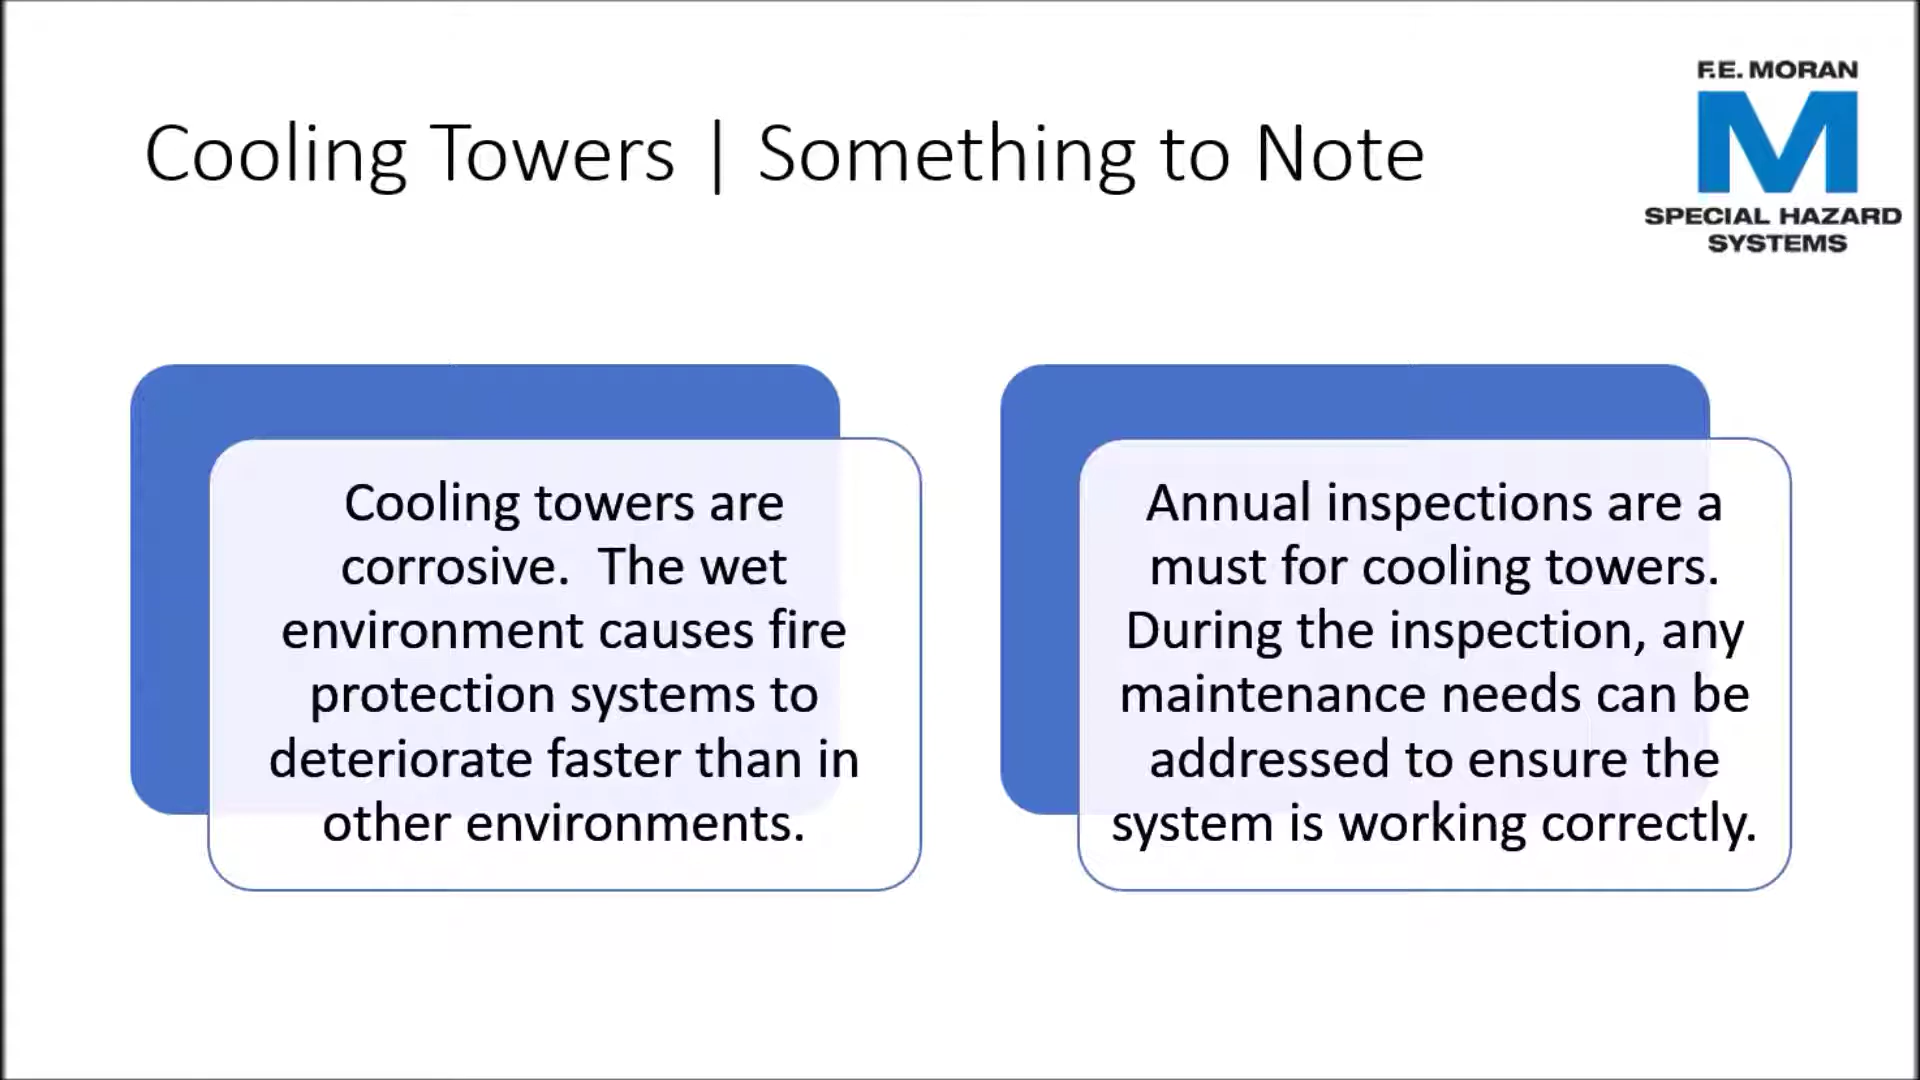 F.E. MORAN
M
SPECIAL HAZARD
SYSTEMS
Cooling Towers | Something to Note
Cooling towers are
corrosive.  The wet
environment causes fire
protection systems to
deteriorate faster than in
other environments.
Annual inspections are a
must for cooling towers.
During the inspection, any
maintenance needs can be
addressed to ensure the
system is working correctly.